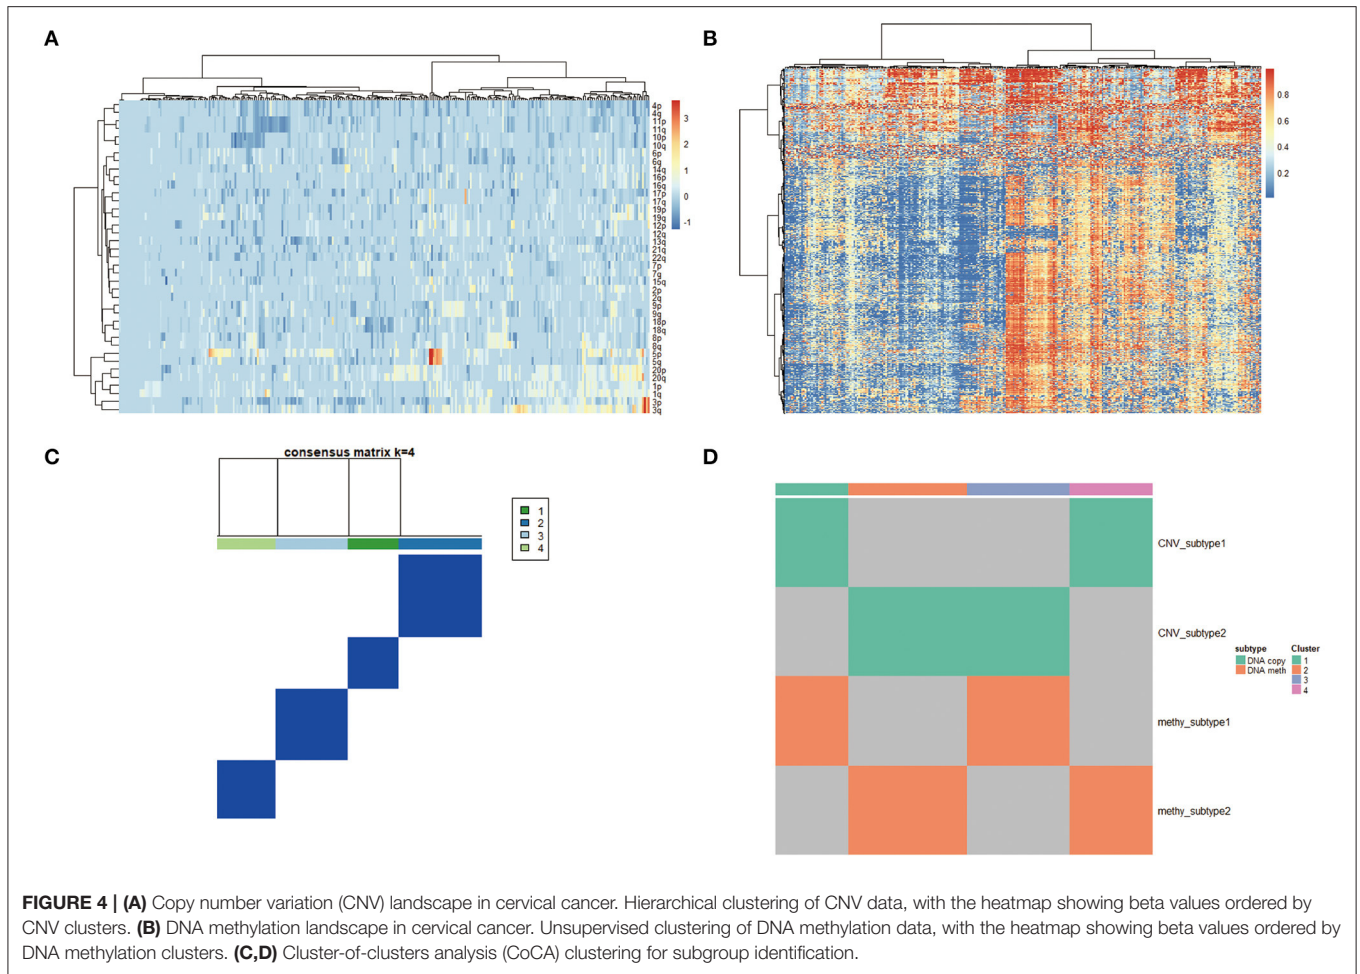 A
4p
4q
11p
11q
10p
10q
6p
6q
14q
16p
16q
17p
17q
19p
19q
12p
12q
13q
21q
22q
7p
7q
15q
2p
2q
9p
9q
18p
18q
8p
8q
5p
5q
20p
20q
1p
1q
3p
3q
3
2
1
0
-1
B
0.8
0.6
0.4
0.2
C
consensus matrix k=4
1
2
3
4
D
CNV_subtype1
CNV_subtype2
methy_subtype1
methy_subtype2
subtype
DNA copy
DNA meth
Cluster
1
2
3
4
FIGURE 4 | (A) Copy number variation (CNV) landscape in cervical cancer. Hierarchical clustering of CNV data, with the heatmap showing beta values ordered by
CNV clusters. (B) DNA methylation landscape in cervical cancer. Unsupervised clustering of DNA methylation data, with the heatmap showing beta values ordered by
DNA methylation clusters. (C,D) Cluster-of-clusters analysis (CoCA) clustering for subgroup identification.